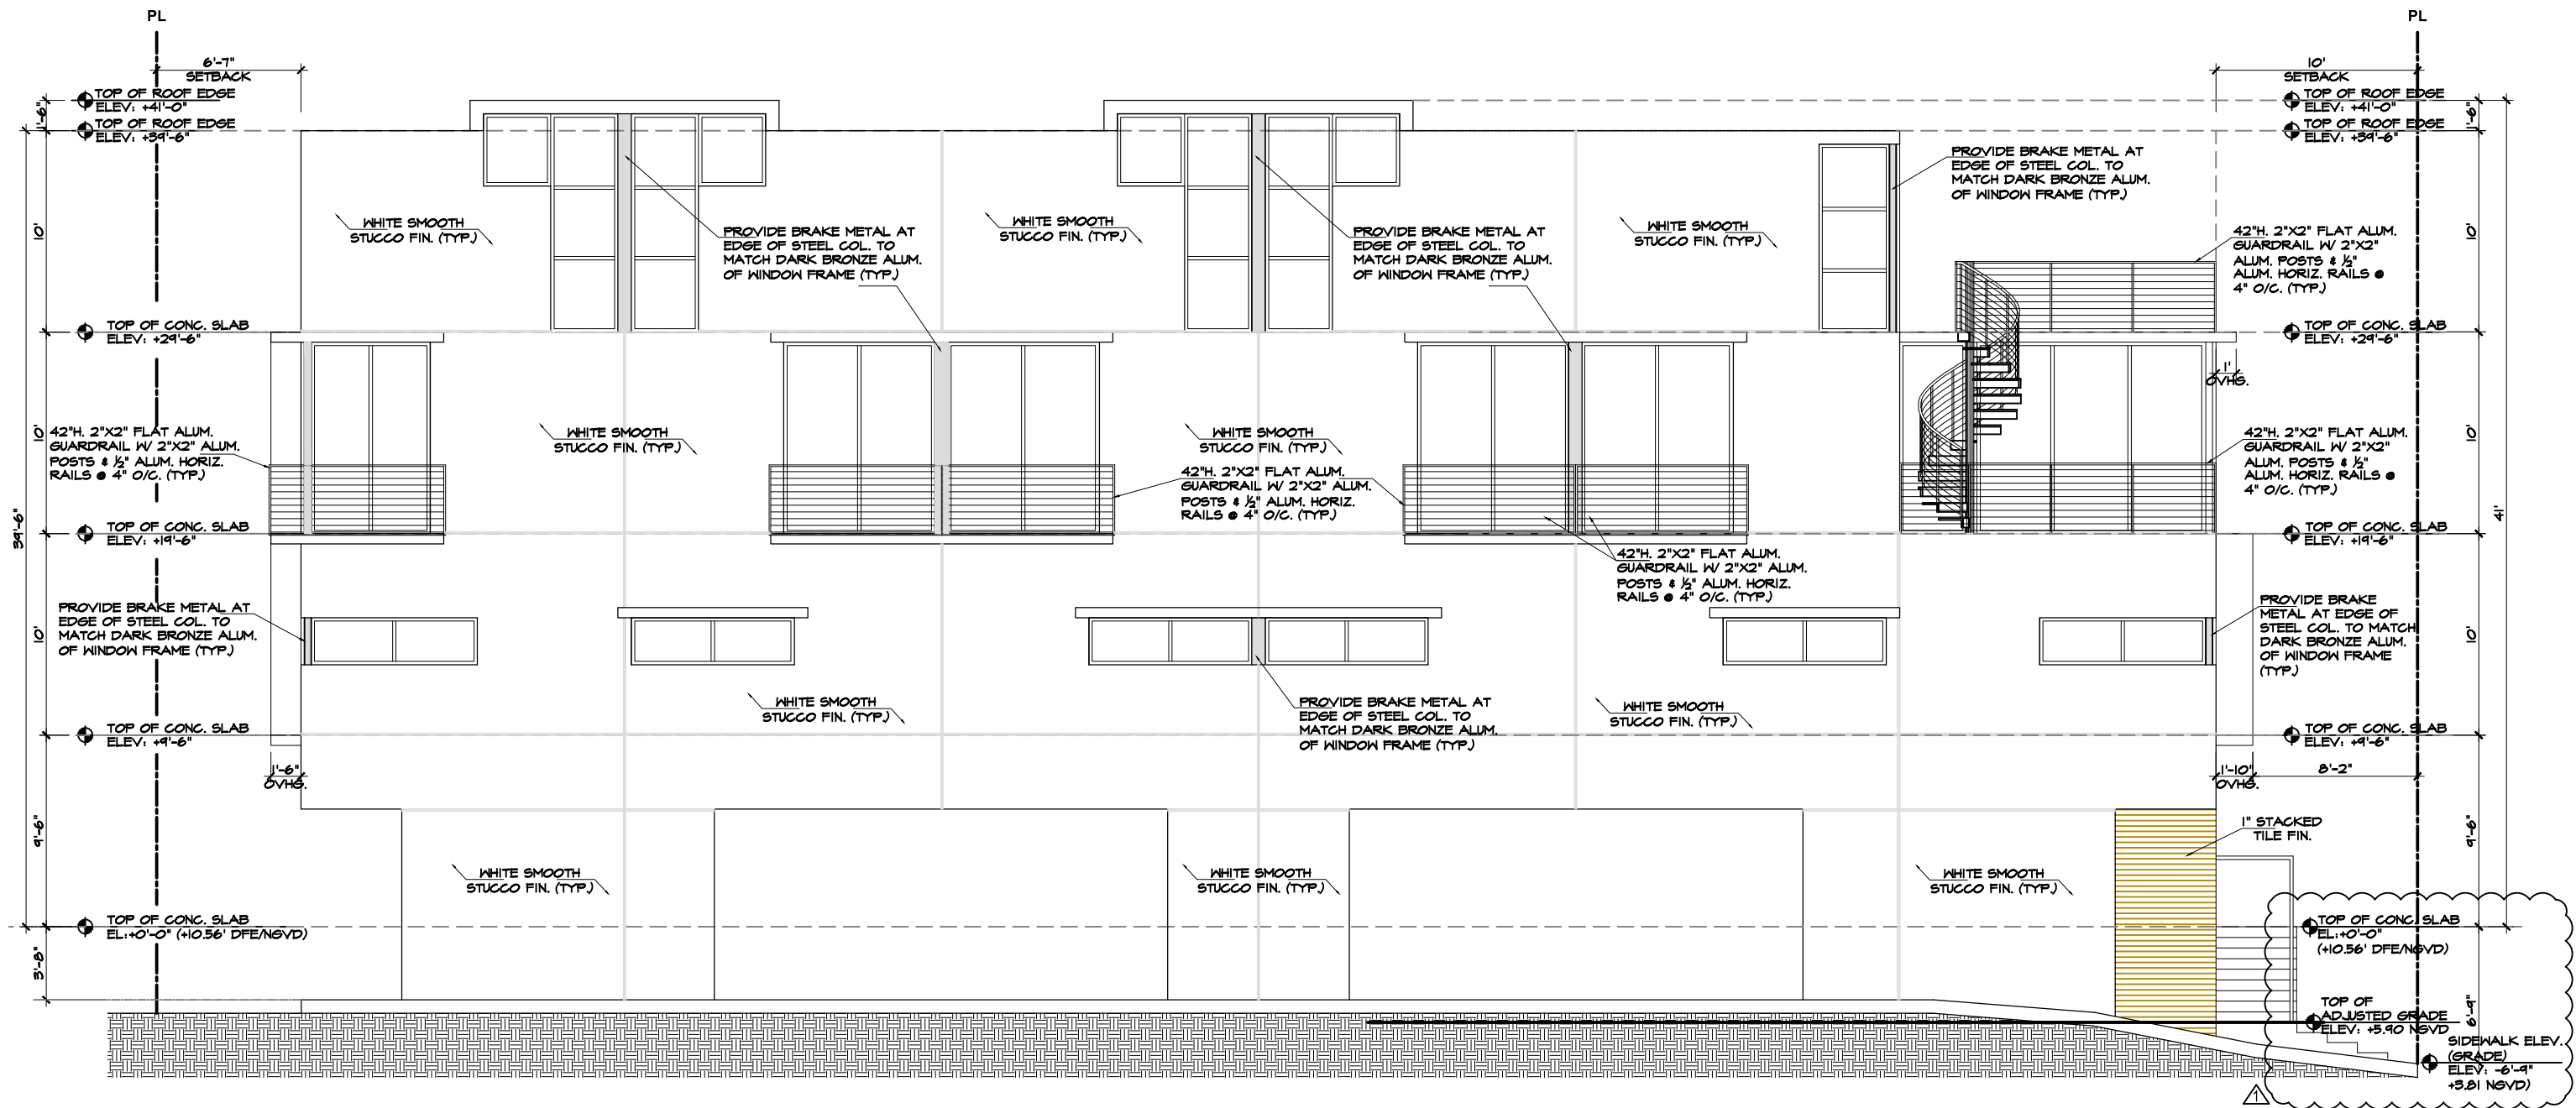 PL
PL
6'-7"
SETBACK
10'
SETBACK
TOP OF ROOF EDGE
ELEV: +41'-0"
TOP OF ROOF EDGE
ELEV: +39'-6"
1'-6"
TOP OF ROOF EDGE
ELEV: +41'-0"
TOP OF ROOF EDGE
ELEV: +39'-6"
1'-6"
PROVIDE BRAKE METAL AT
EDGE OF STEEL COL. TO
MATCH DARK BRONZE ALUM.
OF WINDOW FRAME (TYP.)
10'
WHITE SMOOTH
STUCCO FIN. (TYP.)
PROVIDE BRAKE METAL AT
EDGE OF STEEL COL. TO
MATCH DARK BRONZE ALUM.
OF WINDOW FRAME (TYP.)
WHITE SMOOTH
STUCCO FIN. (TYP.)
PROVIDE BRAKE METAL AT
EDGE OF STEEL COL. TO
MATCH DARK BRONZE ALUM.
OF WINDOW FRAME (TYP.)
WHITE SMOOTH
STUCCO FIN. (TYP.)
42"H. 2"X2" FLAT ALUM.
GUARDRAIL W/ 2"X2"
ALUM. POSTS & ½"
ALUM. HORIZ. RAILS @
4" O/C. (TYP.)
10'
TOP OF CONC. SLAB
ELEV: +29'-6"
TOP OF CONC. SLAB
ELEV: +29'-6"
1'
OVHG.
10'
42"H. 2"X2" FLAT ALUM.
GUARDRAIL W/ 2"X2" ALUM.
POSTS & ½" ALUM. HORIZ.
RAILS @ 4" O/C. (TYP.)
WHITE SMOOTH
STUCCO FIN. (TYP.)
WHITE SMOOTH
STUCCO FIN. (TYP.)
42"H. 2"X2" FLAT ALUM.
GUARDRAIL W/ 2"X2" ALUM.
POSTS & ½" ALUM. HORIZ.
RAILS @ 4" O/C. (TYP.)
42"H. 2"X2" FLAT ALUM.
GUARDRAIL W/ 2"X2"
ALUM. POSTS & ½"
ALUM. HORIZ. RAILS @
4" O/C. (TYP.)
10'
39'-6"
41'
TOP OF CONC. SLAB
ELEV: +19'-6"
42"H. 2"X2" FLAT ALUM.
GUARDRAIL W/ 2"X2" ALUM.
POSTS & ½" ALUM. HORIZ.
RAILS @ 4" O/C. (TYP.)
TOP OF CONC. SLAB
ELEV: +19'-6"
10'
PROVIDE BRAKE METAL AT
EDGE OF STEEL COL. TO
MATCH DARK BRONZE ALUM.
OF WINDOW FRAME (TYP.)
PROVIDE BRAKE
METAL AT EDGE OF
STEEL COL. TO MATCH
DARK BRONZE ALUM.
OF WINDOW FRAME
(TYP.)
10'
WHITE SMOOTH
STUCCO FIN. (TYP.)
PROVIDE BRAKE METAL AT
EDGE OF STEEL COL. TO
MATCH DARK BRONZE ALUM.
OF WINDOW FRAME (TYP.)
WHITE SMOOTH
STUCCO FIN. (TYP.)
TOP OF CONC. SLAB
ELEV: +9'-6"
TOP OF CONC. SLAB
ELEV: +9'-6"
1'-6"
OVHG.
1'-10"
OVHG.
8'-2"
9'-6"
9'-6"
1" STACKED
TILE FIN.
WHITE SMOOTH
STUCCO FIN. (TYP.)
WHITE SMOOTH
STUCCO FIN. (TYP.)
WHITE SMOOTH
STUCCO FIN. (TYP.)
TOP OF CONC. SLAB
EL:+0'-0" (+10.56' DFE/NGVD)
TOP OF CONC. SLAB
EL:+0'-0"
(+10.56' DFE/NGVD)
3'-8"
6'-9"
TOP OF
ADJUSTED GRADE
ELEV: +5.90 NGVD
SIDEWALK ELEV.
(GRADE)
ELEV: -6'-9"
+3.81 NGVD)
1